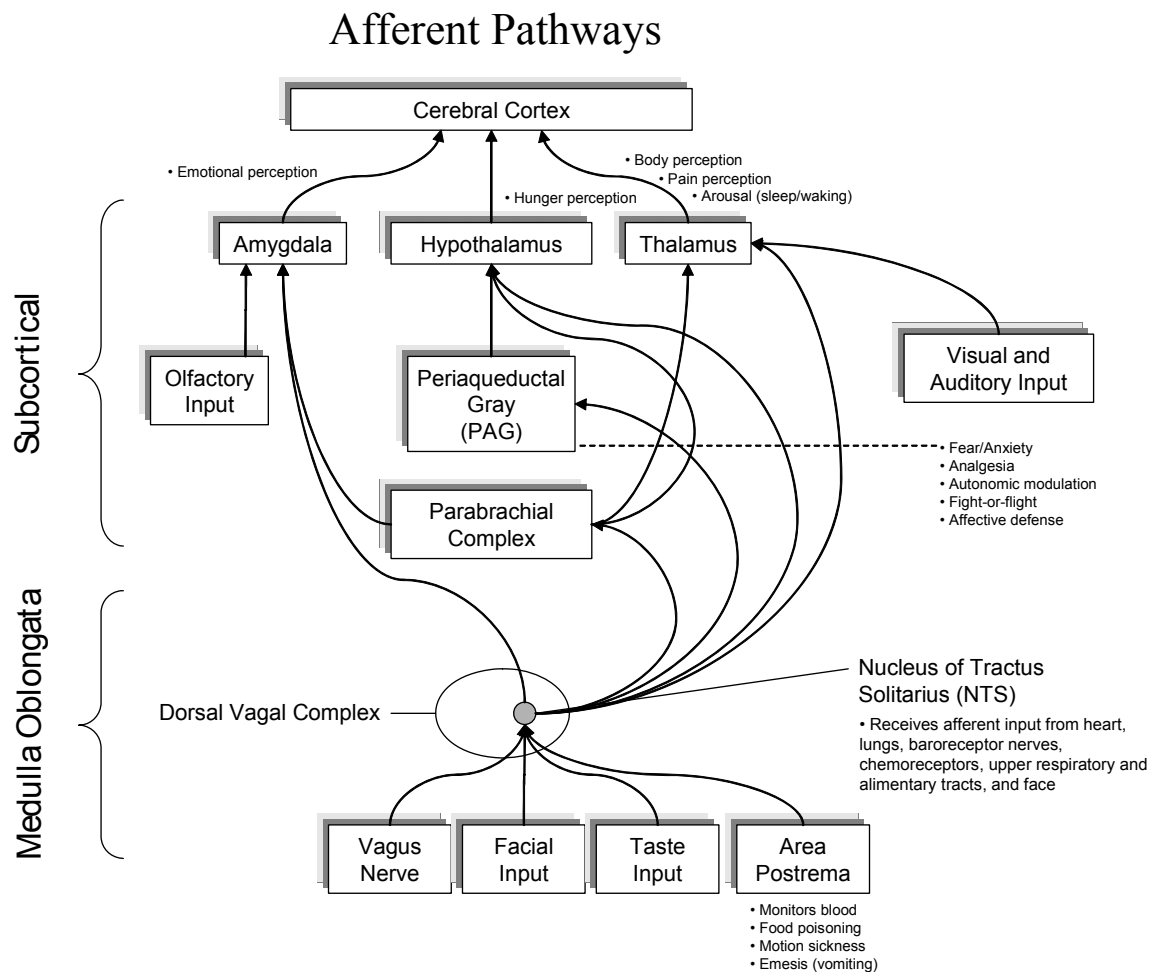 Afferent Pathways
Cerebral Cortex
• Emotional perception
• Hunger perception
• Body perception
• Pain perception
• Arousal (sleep/waking)
Amygdala
Hypothalamus
Thalamus
Subcortical
Olfactory
Input
Periaqueductal
Gray
(PAG)
Visual and
Auditory Input
• Fear/Anxiety
• Analgesia
• Autonomic modulation
• Fight-or-flight
• Affective defense
Parabrachial
Complex
Medulla Oblongata
Dorsal Vagal Complex
Nucleus of Tractus
Solitarius (NTS)
• Receives afferent input from heart,
lungs, baroreceptor nerves,
chemoreceptors, upper respiratory and
alimentary tracts, and face
Vagus
Nerve
Facial
Input
Taste
Input
Area
Postrema
• Monitors blood
• Food poisoning
• Motion sickness
• Emesis (vomiting)